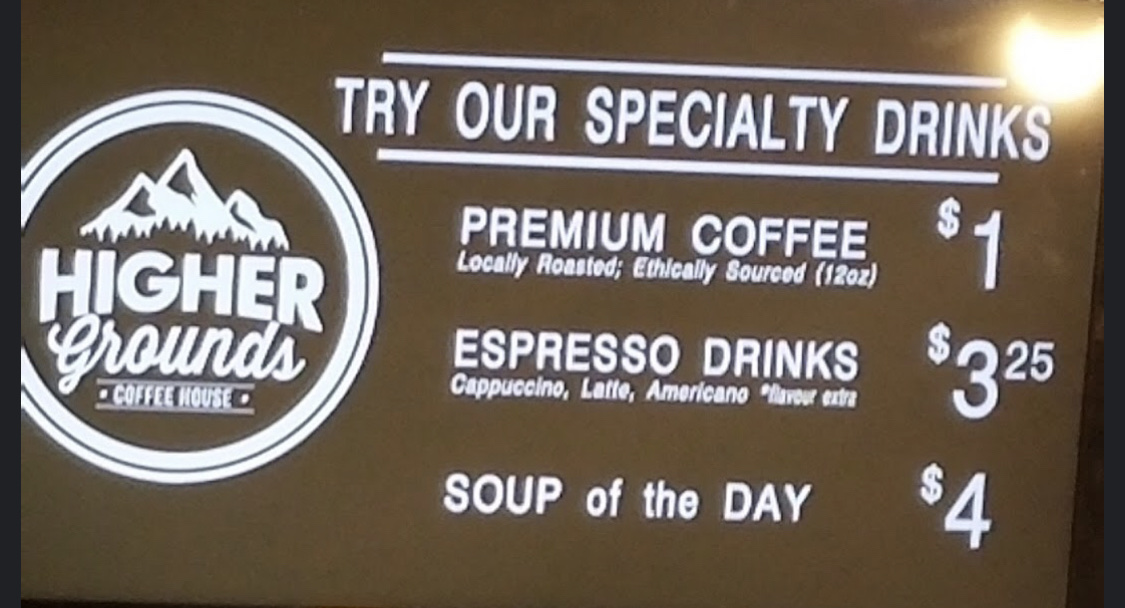 TRY OUR SPECIALTY DRINKS
HIGHER
Grounds
• COFFEE HOUSE •
PREMIUM COFFEE $1
Locally Roasted; Ethically Sourced (12oz)
ESPRESSO DRINKS $3 25
Cappuccino, Latte, Americano *flavour extra
SOUP of the DAY $4